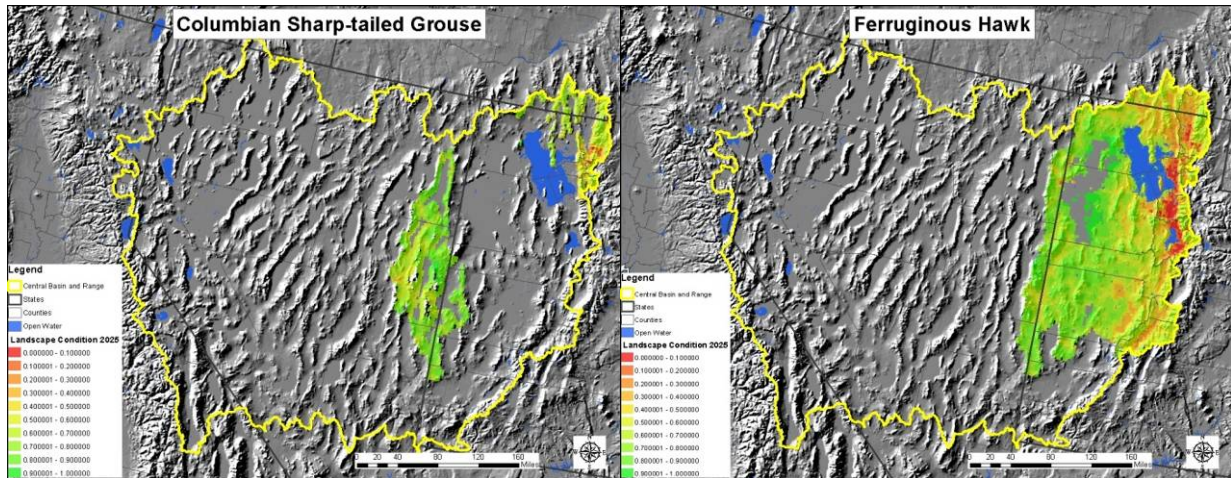 Columbian Sharp-tailed Grouse
Legend
Central Basin and Range
States
Counties
Open Water
Landscape Condition 2025
0.000000 - 0.100000
0.100001 - 0.200000
0.200001 - 0.300000
0.300001 - 0.400000
0.400001 - 0.500000
0.500001 - 0.600000
0.600001 - 0.700000
0.700001 - 0.800000
0.800001 - 0.900000
0.900001 - 1.000000
0 20 40 80 120 160
Miles
Ferruginous Hawk
Legend
Central Basin and Range
States
Counties
Open Water
Landscape Condition 2025
0.000000 - 0.100000
0.100001 - 0.200000
0.200001 - 0.300000
0.300001 - 0.400000
0.400001 - 0.500000
0.500001 - 0.600000
0.600001 - 0.700000
0.700001 - 0.800000
0.800001 - 0.900000
0.900001 - 1.000000
0 20 40 80 120 160
Miles